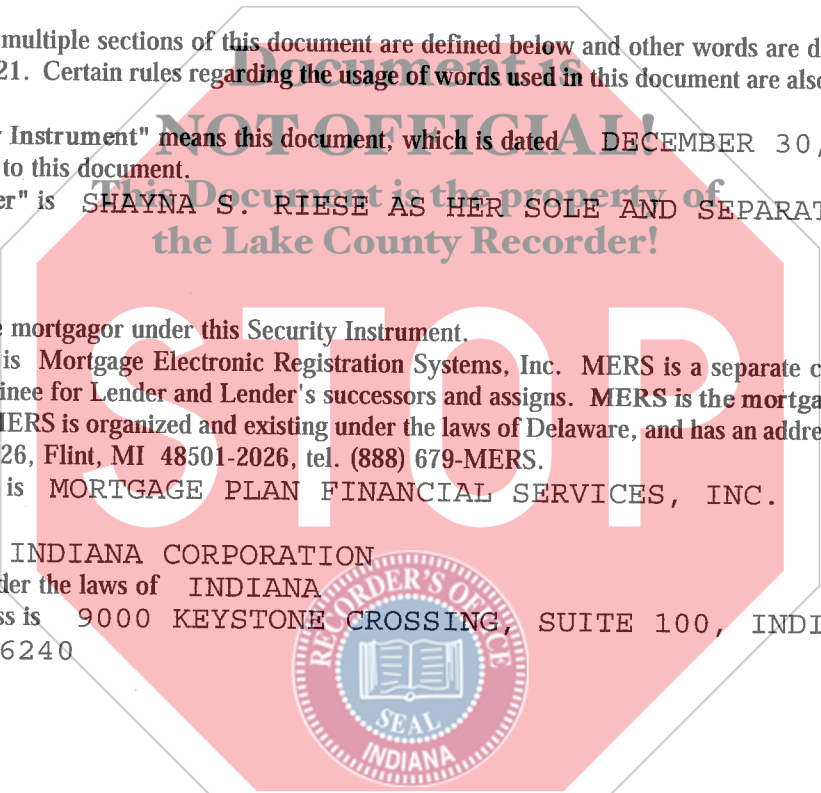 multiple sections of this document are defined below and other words are d
21. Certain rules regarding the usage of words used in this document are also
Document is
y Instrument" means this document, which is dated DECEMBER 30,
NOT OFFICIAL!
to this document.
er" is SHAYNA S. RIESE AS HER SOLE AND SEPARAT
This Document is the property of
the Lake County Recorder!
e mortgagor under this Security Instrument.
is Mortgage Electronic Registration Systems, Inc. MERS is a separate c
inee for Lender and Lender's successors and assigns. MERS is the mortga
MERS is organized and existing under the laws of Delaware, and has an addre
26, Flint, MI 48501-2026, tel. (888) 679-MERS.
STOP
is MORTGAGE PLAN FINANCIAL SERVICES, INC.
INDIANA CORPORATION
der the laws of INDIANA
ss is 9000 KEYSTONE CROSSING, SUITE 100, INDI
6240
RECORDER'S OFFICE
SEAL
INDIANA